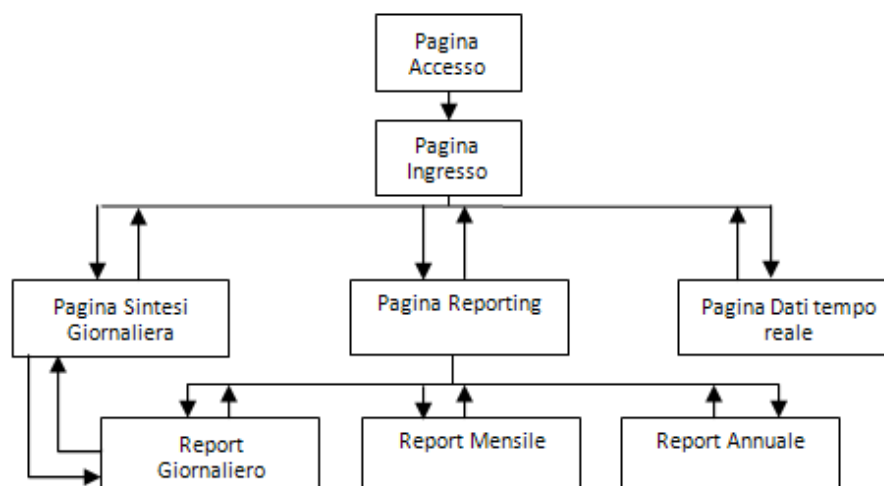 Pagina
Accesso
Pagina
Ingresso
Pagina Sintesi
Giornaliera
Pagina Reporting
Pagina Dati tempo
reale
Report
Giornaliero
Report Mensile
Report Annuale